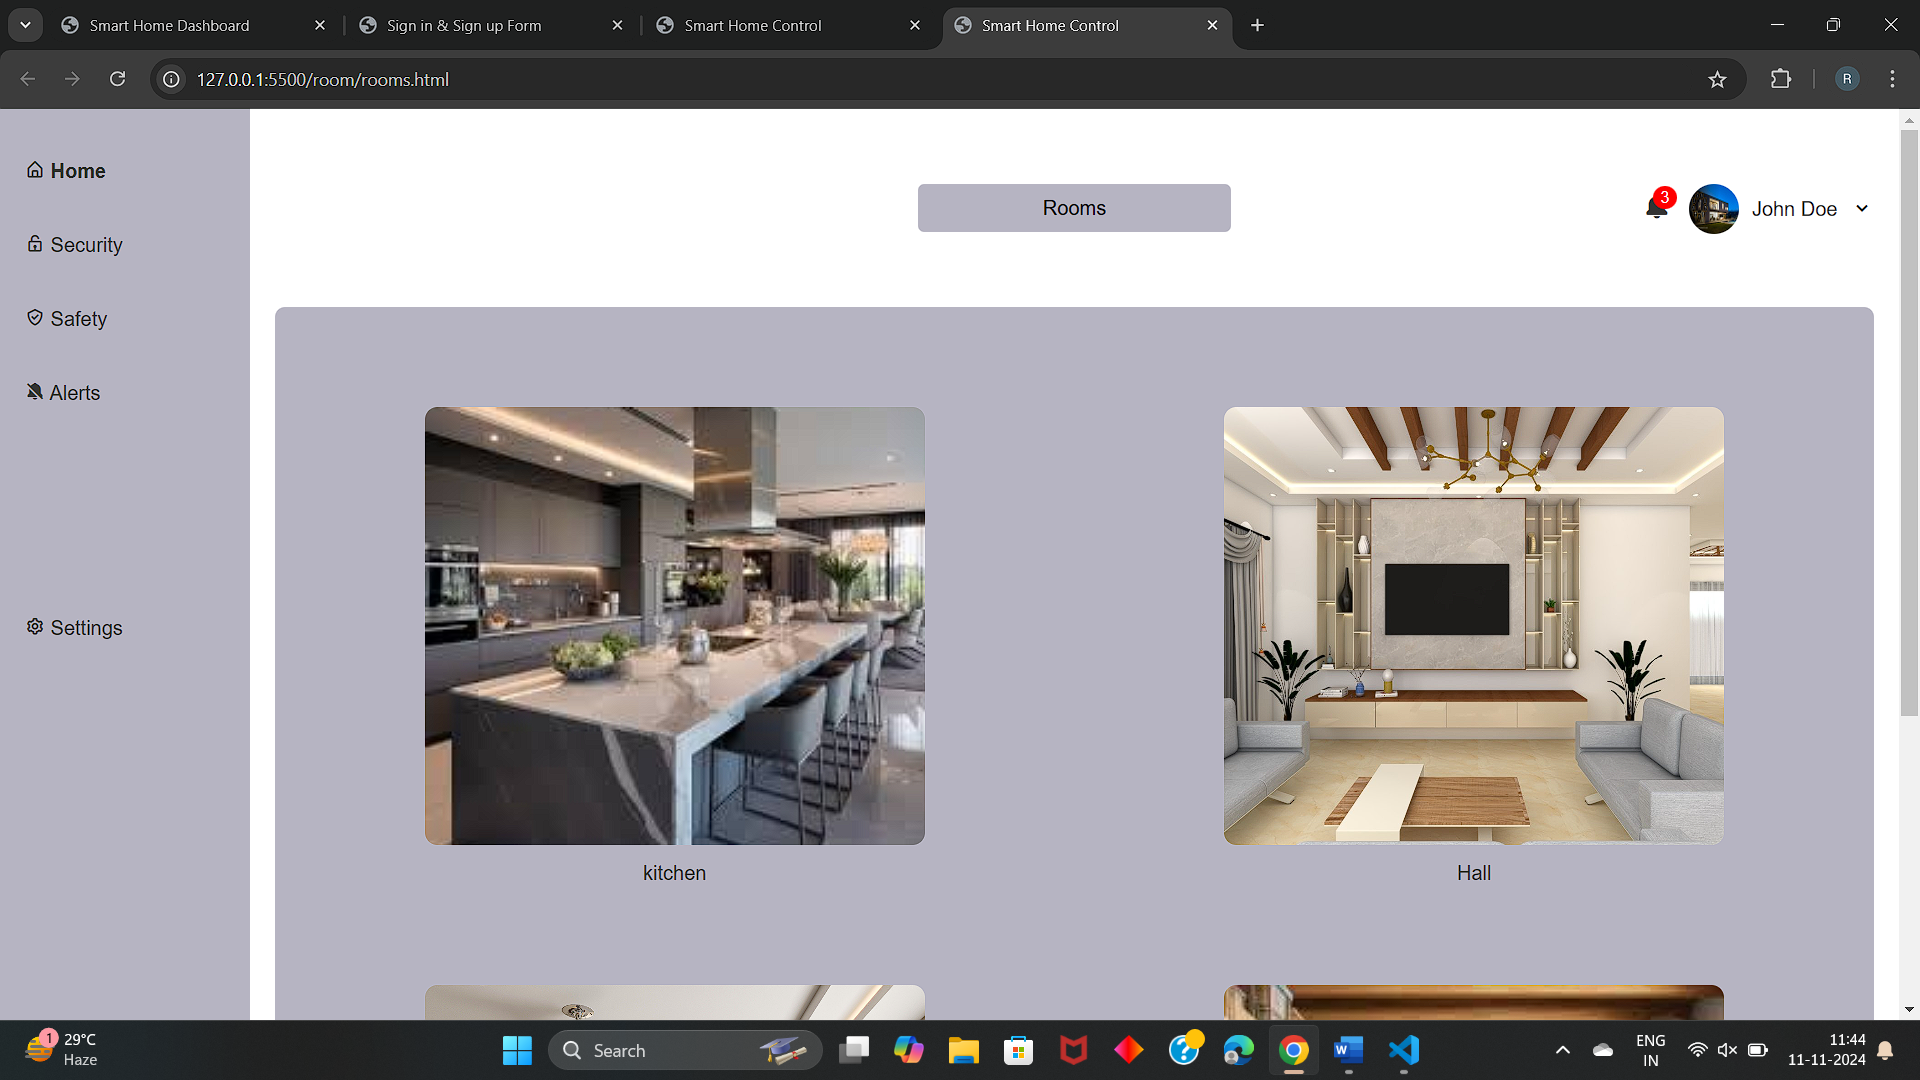 Smart Home Dashboard
Sign in & Sign up Form
Smart Home Control
Smart Home Control
127.0.0.1:5500/room/rooms.html
R
Home
Security
Safety
Alerts
Settings
Rooms
3
John Doe
kitchen
Hall
1
29°C
Haze
Search
W
ENG
IN
11:44
11-11-2024